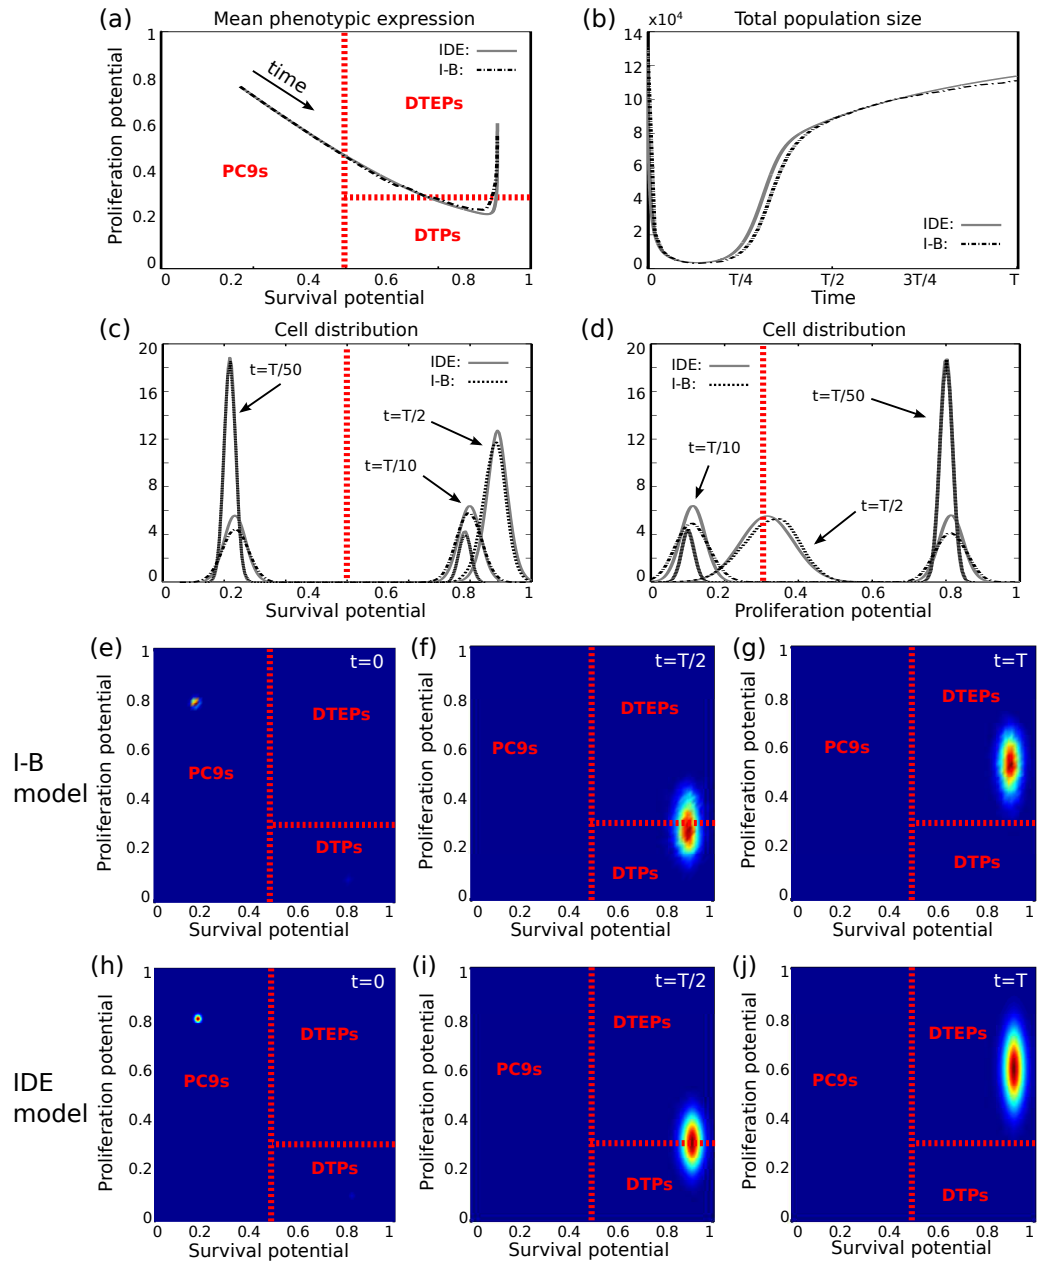 (a) Mean phenotypic expression
Proliferation potential
1
0.8
0.6
0.4
0.2
0
IDE:
I-B:
time
DTEPs
PC9s
DTPs
0 0.2 0.4 0.6 0.8 1
Survival potential
(b) Total population size
x10⁴
14
12
10
8
6
4
2
0
IDE:
I-B:
0 T/4 T/2 3T/4 T
Time
(c) Cell distribution
20
16
12
8
4
0
IDE:
I-B:
t=T/50
t=T/2
t=T/10
0 0.2 0.4 0.6 0.8 1
Survival potential
(d) Cell distribution
20
16
12
8
4
0
IDE:
I-B:
t=T/50
t=T/10
t=T/2
0 0.2 0.4 0.6 0.8 1
Proliferation potential
I-B
model
(e)
Proliferation potential
1
0.8
0.6
0.4
0.2
0
t=0
DTEPs
PC9s
DTPs
0 0.2 0.4 0.6 0.8 1
Survival potential
(f)
Proliferation potential
1
0.8
0.6
0.4
0.2
0
t=T/2
DTEPs
PC9s
DTPs
0 0.2 0.4 0.6 0.8 1
Survival potential
(g)
Proliferation potential
1
0.8
0.6
0.4
0.2
0
t=T
DTEPs
PC9s
DTPs
0 0.2 0.4 0.6 0.8 1
Survival potential
IDE
model
(h)
Proliferation potential
1
0.8
0.6
0.4
0.2
0
t=0
DTEPs
PC9s
DTPs
0 0.2 0.4 0.6 0.8 1
Survival potential
(i)
Proliferation potential
1
0.8
0.6
0.4
0.2
0
t=T/2
DTEPs
PC9s
DTPs
0 0.2 0.4 0.6 0.8 1
Survival potential
(j)
Proliferation potential
1
0.8
0.6
0.4
0.2
0
t=T
DTEPs
PC9s
DTPs
0 0.2 0.4 0.6 0.8 1
Survival potential